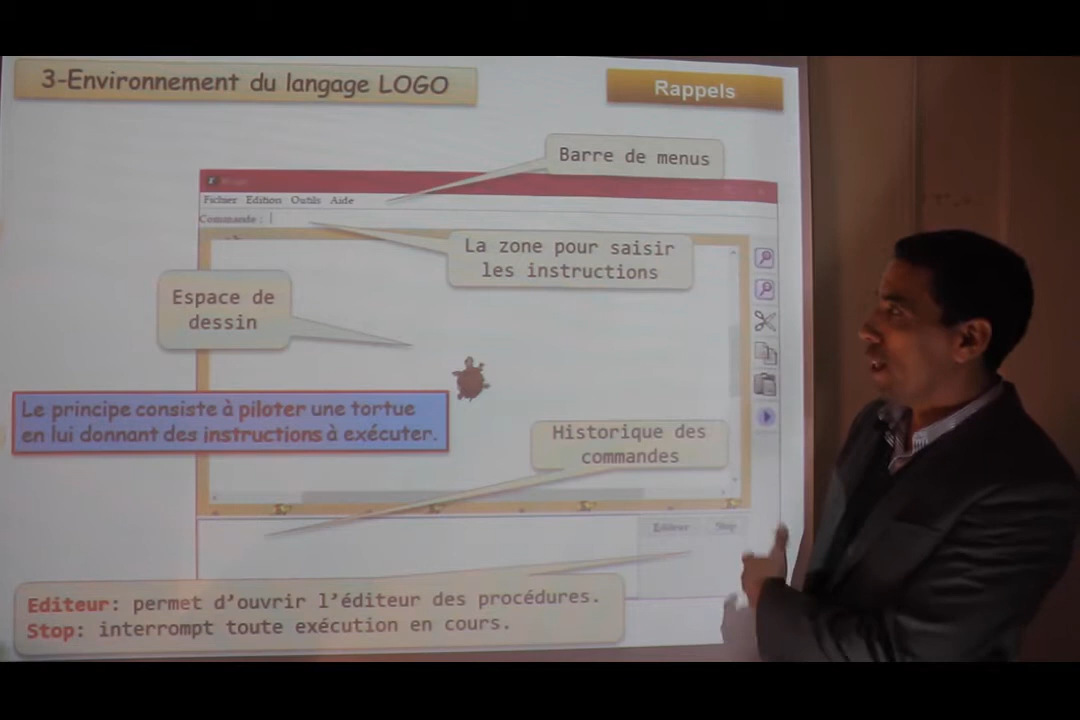 3-Environnement du langage LOGO
Rappels
Barre de menus
Fichier Edition Outils Aide
Commande :
La zone pour saisir
les instructions
Espace de
dessin
Le principe consiste à piloter une tortue
en lui donnant des instructions à exécuter.
Historique des
commandes
Editeur Stop
Editeur: permet d'ouvrir l'éditeur des procédures.
Stop: interrompt toute exécution en cours.